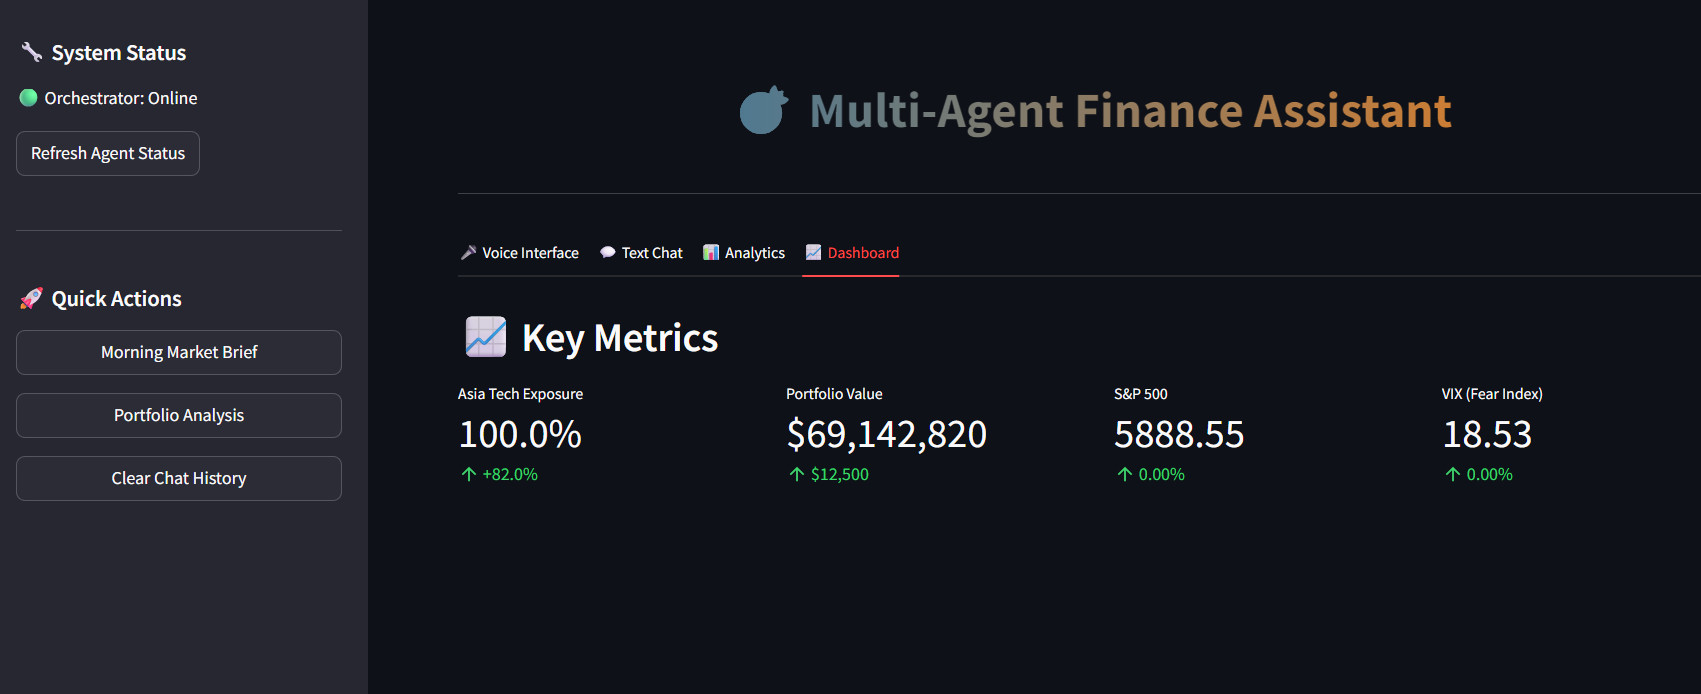 System Status
Orchestrator: Online
Refresh Agent Status
Quick Actions
Morning Market Brief
Portfolio Analysis
Clear Chat History
Multi-Agent Finance Assistant
Voice Interface Text Chat Analytics Dashboard
Key Metrics
Asia Tech Exposure
100.0%
↑ +82.0%
Portfolio Value
$69,142,820
↑ $12,500
S&P 500
5888.55
↑ 0.00%
VIX (Fear Index)
18.53
↑ 0.00%